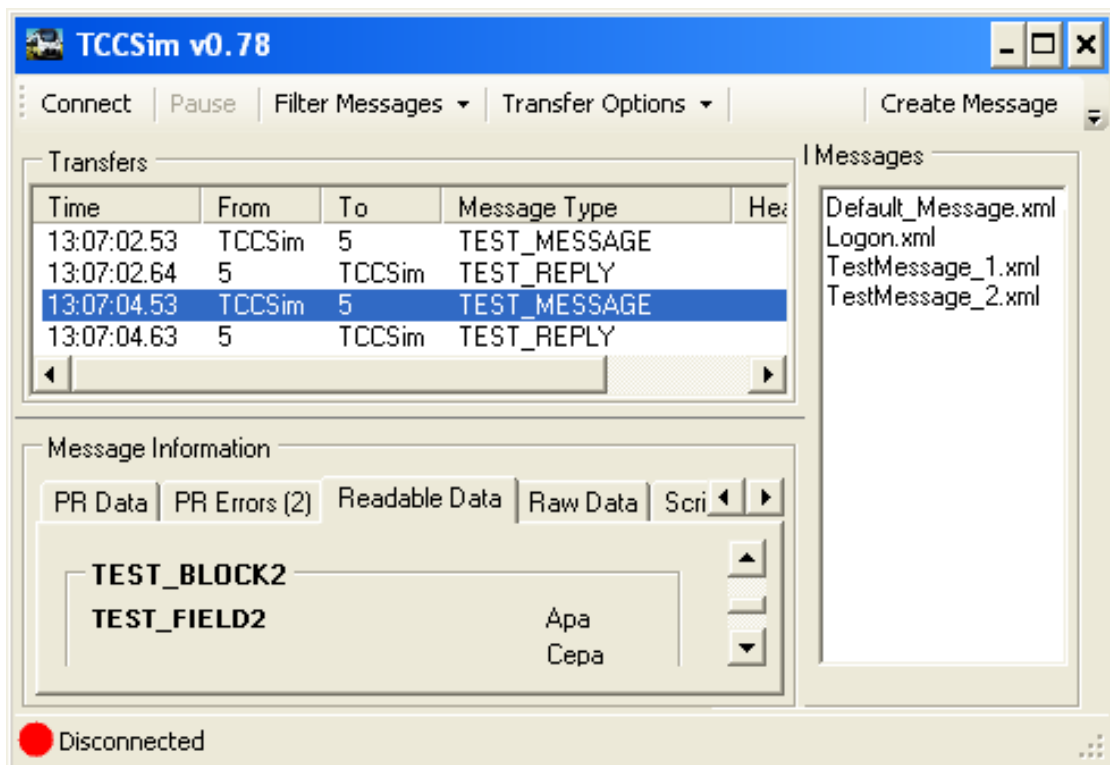 TCCSim v0.78
Connect Pause Filter Messages Transfer Options Create Message
Transfers
Time From To Message Type Hea
13:07:02.53 TCCSim 5 TEST_MESSAGE
13:07:02.64 5 TCCSim TEST_REPLY
13:07:04.53 TCCSim 5 TEST_MESSAGE
13:07:04.63 5 TCCSim TEST_REPLY
l Messages
Default_Message.xml
Logon.xml
TestMessage_1.xml
TestMessage_2.xml
Message Information
PR Data PR Errors (2) Readable Data Raw Data Scri
TEST_BLOCK2
TEST_FIELD2 Apa
Cepa
Disconnected